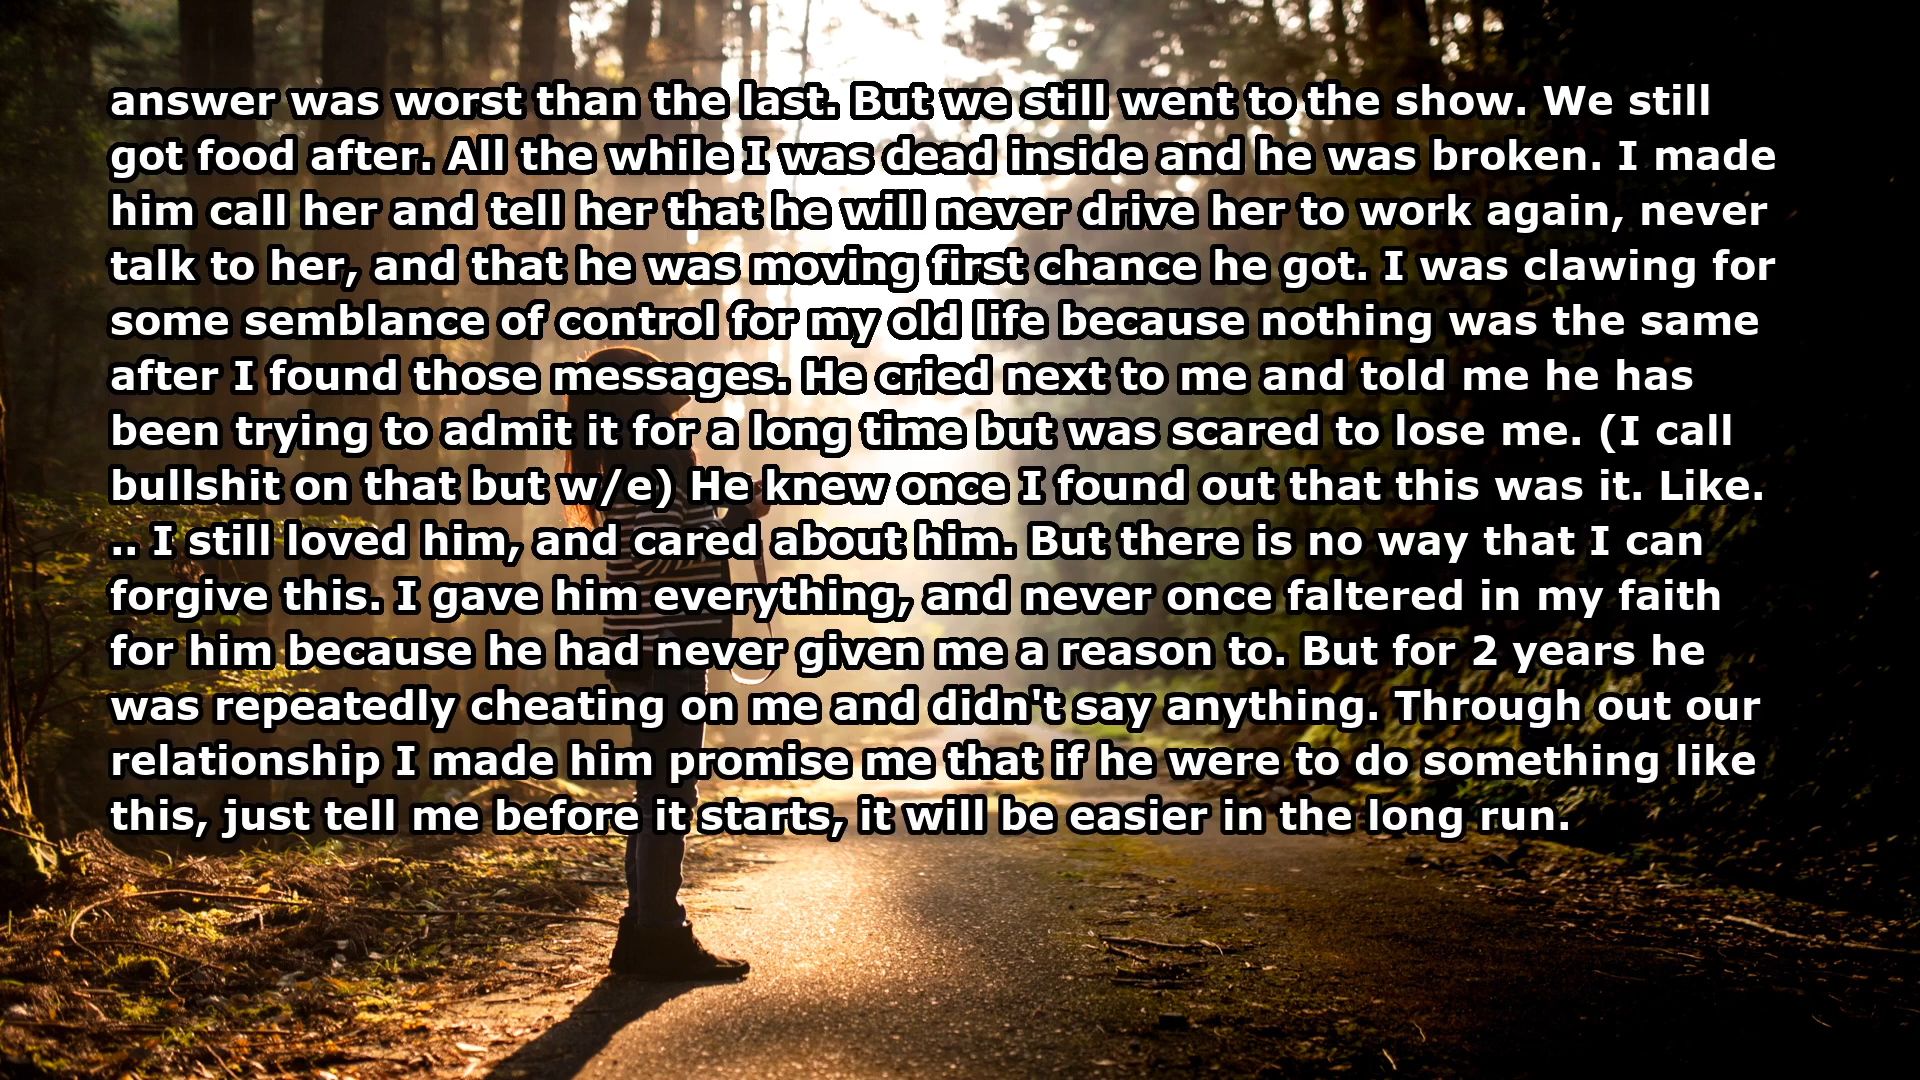 answer was worst than the last. But we still went to the show. We still
got food after. All the while I was dead inside and he was broken. I made
him call her and tell her that he will never drive her to work again, never
talk to her, and that he was moving first chance he got. I was clawing for
some semblance of control for my old life because nothing was the same
after I found those messages. He cried next to me and told me he has
been trying to admit it for a long time but was scared to lose me. (I call
bullshit on that but w/e) He knew once I found out that this was it. Like.
.. I still loved him, and cared about him. But there is no way that I can
forgive this. I gave him everything, and never once faltered in my faith
for him because he had never given me a reason to. But for 2 years he
was repeatedly cheating on me and didn't say anything. Through out our
relationship I made him promise me that if he were to do something like
this, just tell me before it starts, it will be easier in the long run.